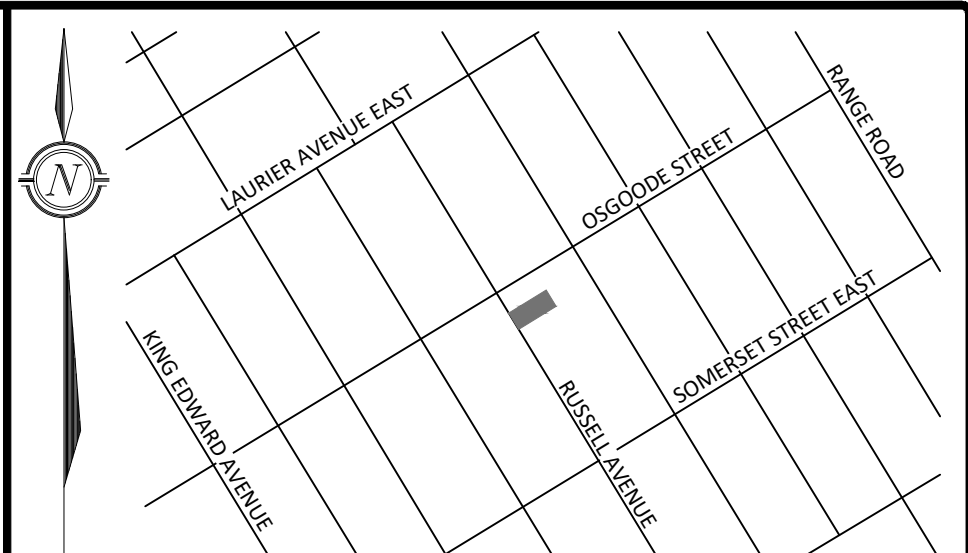 RANGE ROAD
LAURIER AVENUE EAST
OSGOODE STREET
N
SOMERSET STREET EAST
KING EDWARD AVENUE
RUSSELL AVENUE